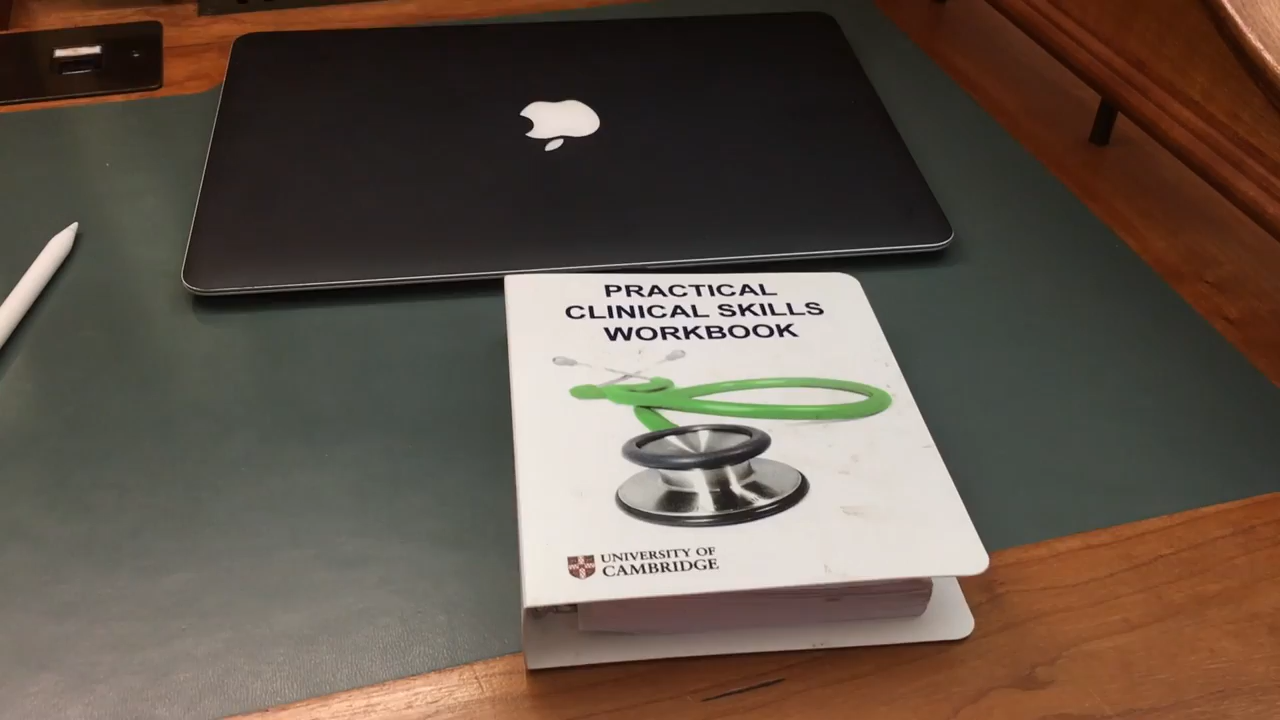 PRACTICAL
CLINICAL SKILLS
WORKBOOK
UNIVERSITY OF
CAMBRIDGE